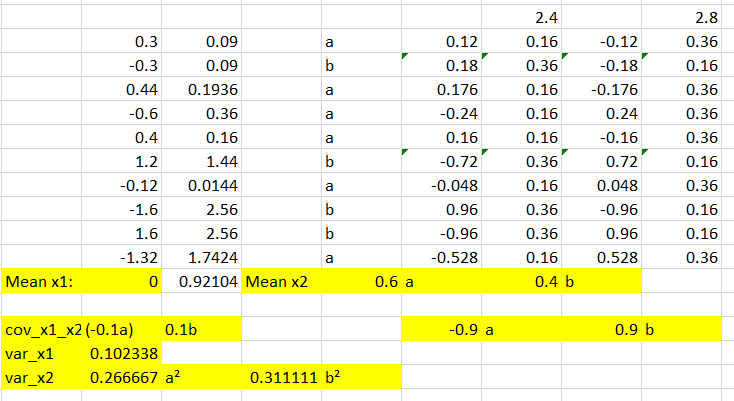 2.4 2.8
0.3 0.09 a 0.12 0.16 -0.12 0.36
-0.3 0.09 b 0.18 0.36 -0.18 0.16
0.44 0.1936 a 0.176 0.16 -0.176 0.36
-0.6 0.36 a -0.24 0.16 0.24 0.36
0.4 0.16 a 0.16 0.16 -0.16 0.36
1.2 1.44 b -0.72 0.36 0.72 0.16
-0.12 0.0144 a -0.048 0.16 0.048 0.36
-1.6 2.56 b 0.96 0.36 -0.96 0.16
1.6 2.56 b -0.96 0.36 0.96 0.16
-1.32 1.7424 a -0.528 0.16 0.528 0.36
Mean x1: 0 0.92104 Mean x2 0.6 a 0.4 b
cov_x1_x2 (-0.1a) 0.1b -0.9 a 0.9 b
var_x1 0.102338
var_x2 0.266667 a² 0.311111 b²